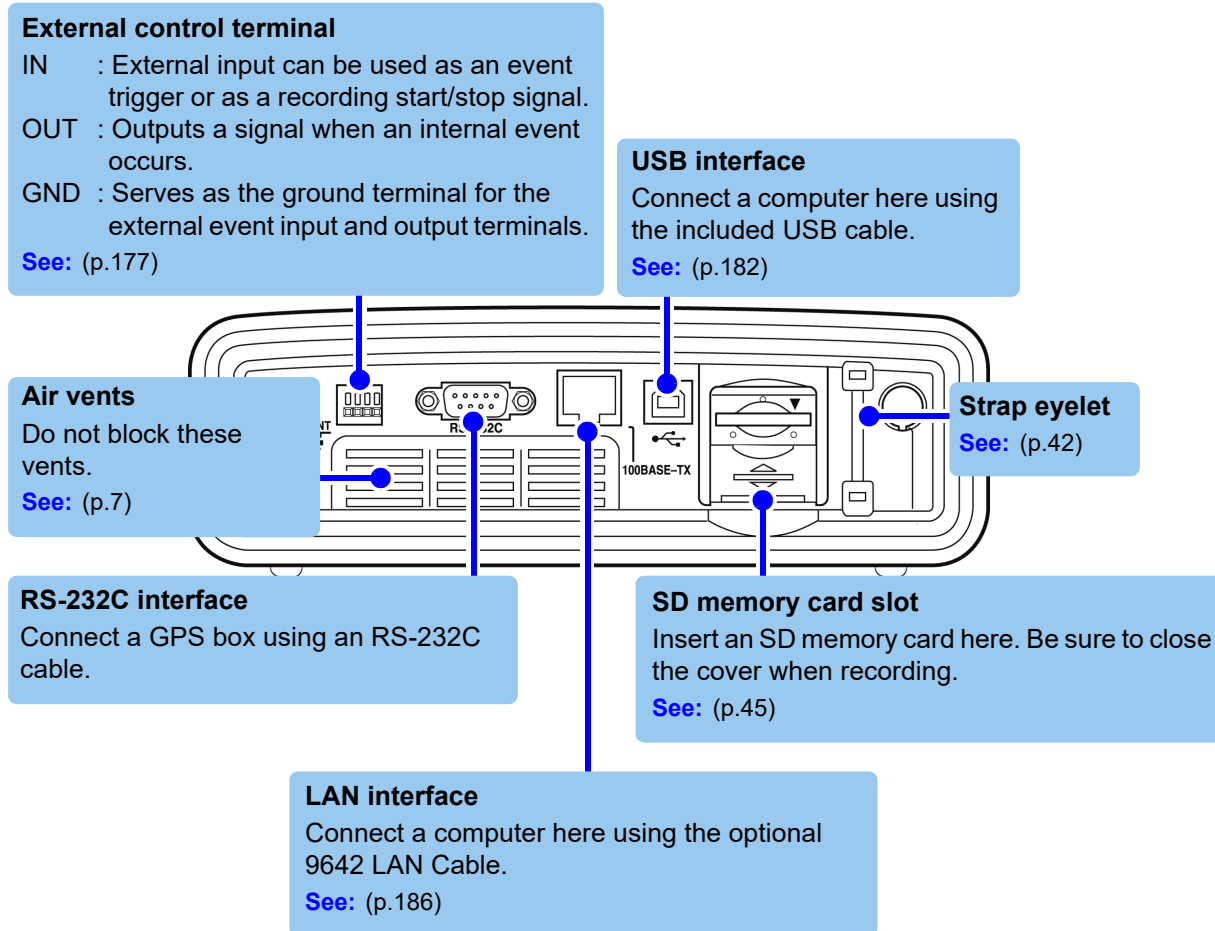 External control terminal
IN : External input can be used as an event
trigger or as a recording start/stop signal.
OUT : Outputs a signal when an internal event
occurs.
GND : Serves as the ground terminal for the
external event input and output terminals.
See: (p.177)
USB interface
Connect a computer here using
the included USB cable.
See: (p.182)
Air vents
Do not block these
vents.
See: (p.7)
100BASE-TX
Strap eyelet
See: (p.42)
RS-232C interface
Connect a GPS box using an RS-232C
cable.
SD memory card slot
Insert an SD memory card here. Be sure to close
the cover when recording.
See: (p.45)
LAN interface
Connect a computer here using the optional
9642 LAN Cable.
See: (p.186)